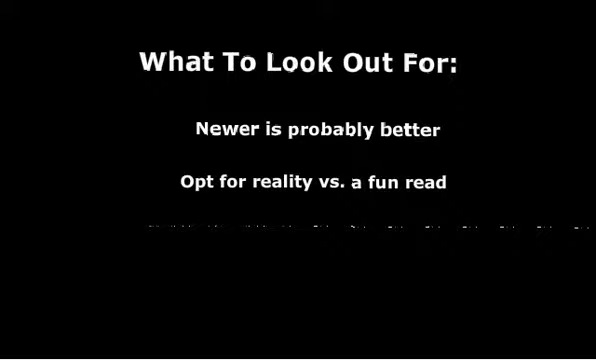 What To Look Out For:
Newer is probably better
Opt for reality vs. a fun read